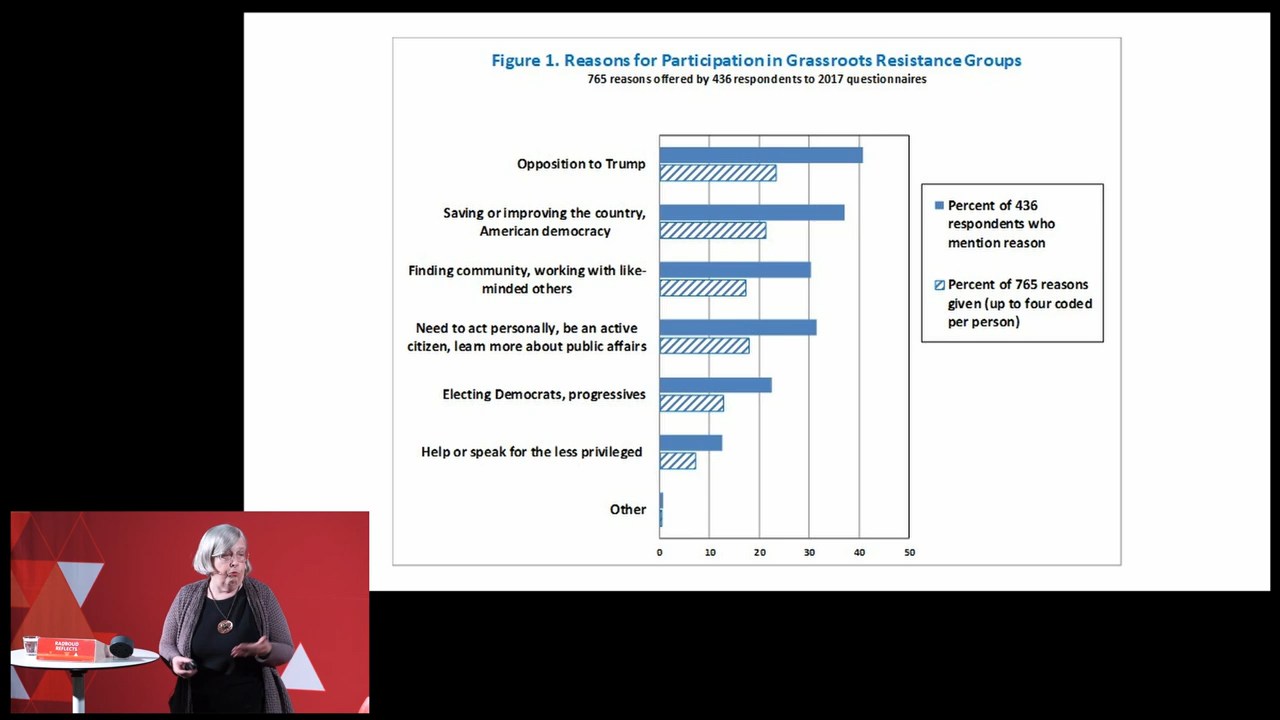 Figure 1. Reasons for Participation in Grassroots Resistance Groups
765 reasons offered by 436 respondents to 2017 questionnaires
Opposition to Trump
Saving or improving the country,
American democracy
Finding community, working with like-
minded others
Need to act personally, be an active
citizen, learn more about public affairs
Electing Democrats, progressives
Help or speak for the less privileged
Other
0 10 20 30 40 50
Percent of 436
respondents who
mention reason
Percent of 765 reasons
given (up to four coded
per person)
RADBOUD
REFLECTS